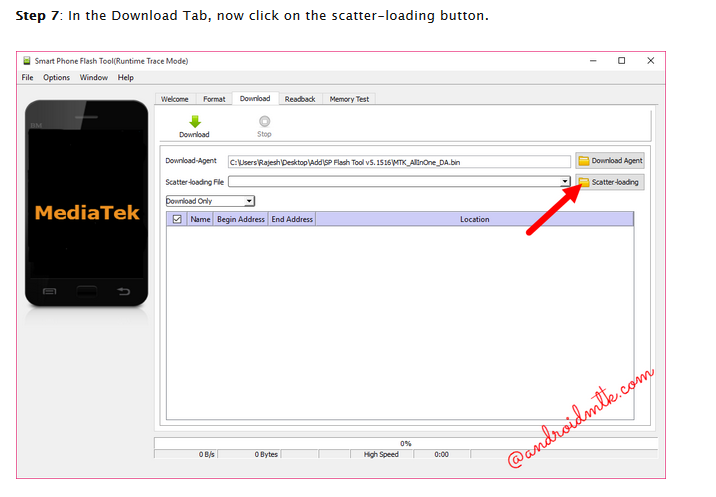 Step 7: In the Download Tab, now click on the scatter-loading button.
Smart Phone Flash Tool(Runtime Trace Mode)
File Options Window Help
Welcome Format Download Readback Memory Test
BM
Download Stop
Download-Agent C:\Users\Rajesh\Desktop\Add\SP Flash Tool v5.1516\MTK_AllInOne_DA.bin Download Agent
Scatter-loading File Scatter-loading
Download Only
MediaTek
Name Begin Address End Address Location
@androidmtk.com
0%
0 B/s 0 Bytes High Speed 0:00